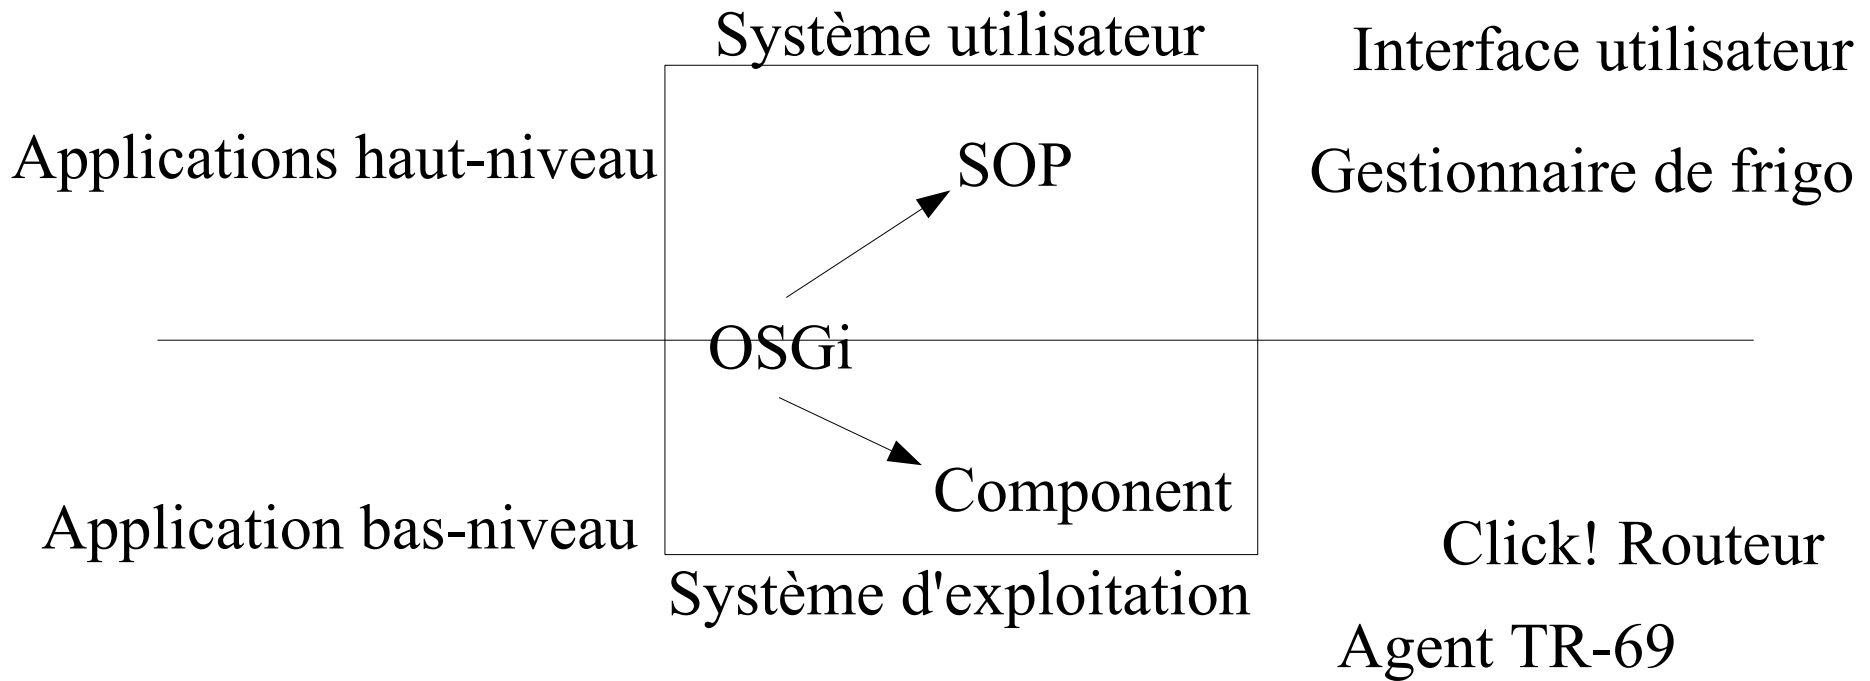 Système utilisateur
Interface utilisateur
Applications haut-niveau
SOP
Gestionnaire de frigo
OSGi
Component
Application bas-niveau
Click! Routeur
Système d'exploitation
Agent TR-69